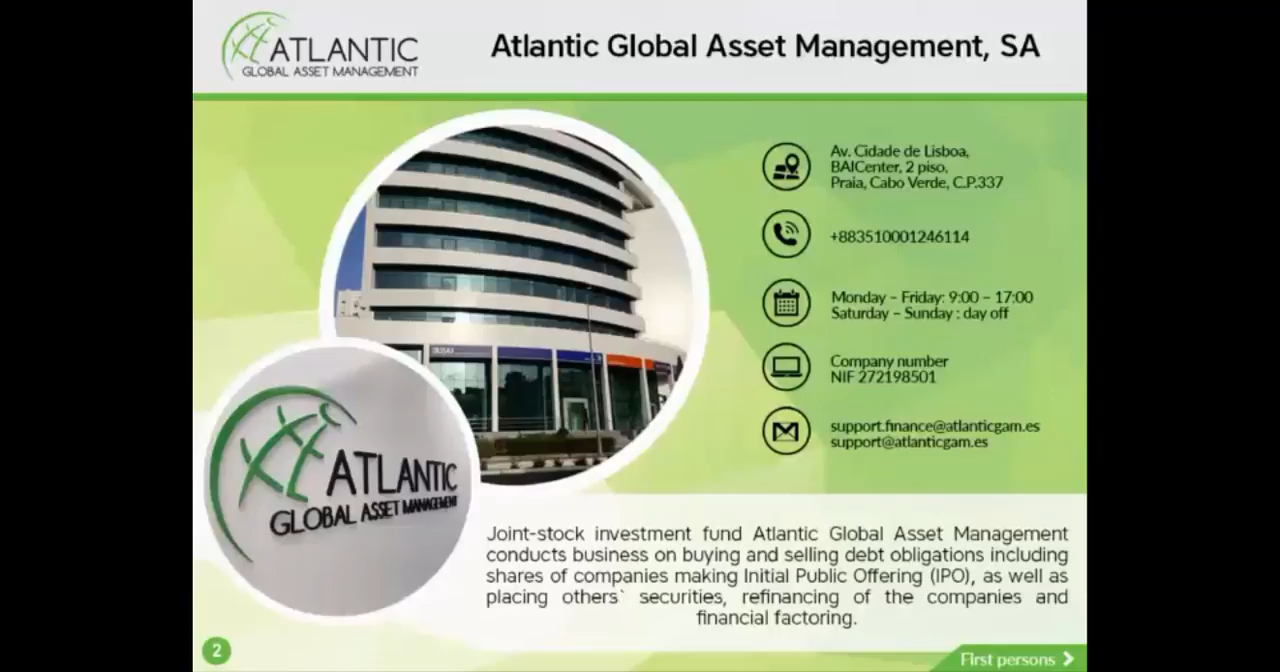 ATLANTIC
GLOBAL ASSET MANAGEMENT
Atlantic Global Asset Management, SA
Av. Cidade de Lisboa,
BAICenter, 2 piso,
Praia, Cabo Verde, C.P.337
+883510001246114
Monday – Friday: 9:00 – 17:00
Saturday – Sunday : day off
Company number
NIF 272198501
support.finance@atlanticgam.es
support@atlanticgam.es
ATLANTIC
GLOBAL ASSET MANAGEMENT
Joint-stock investment fund Atlantic Global Asset Management
conducts business on buying and selling debt obligations including
shares of companies making Initial Public Offering (IPO), as well as
placing others` securities, refinancing of the companies and
financial factoring.
2
First persons